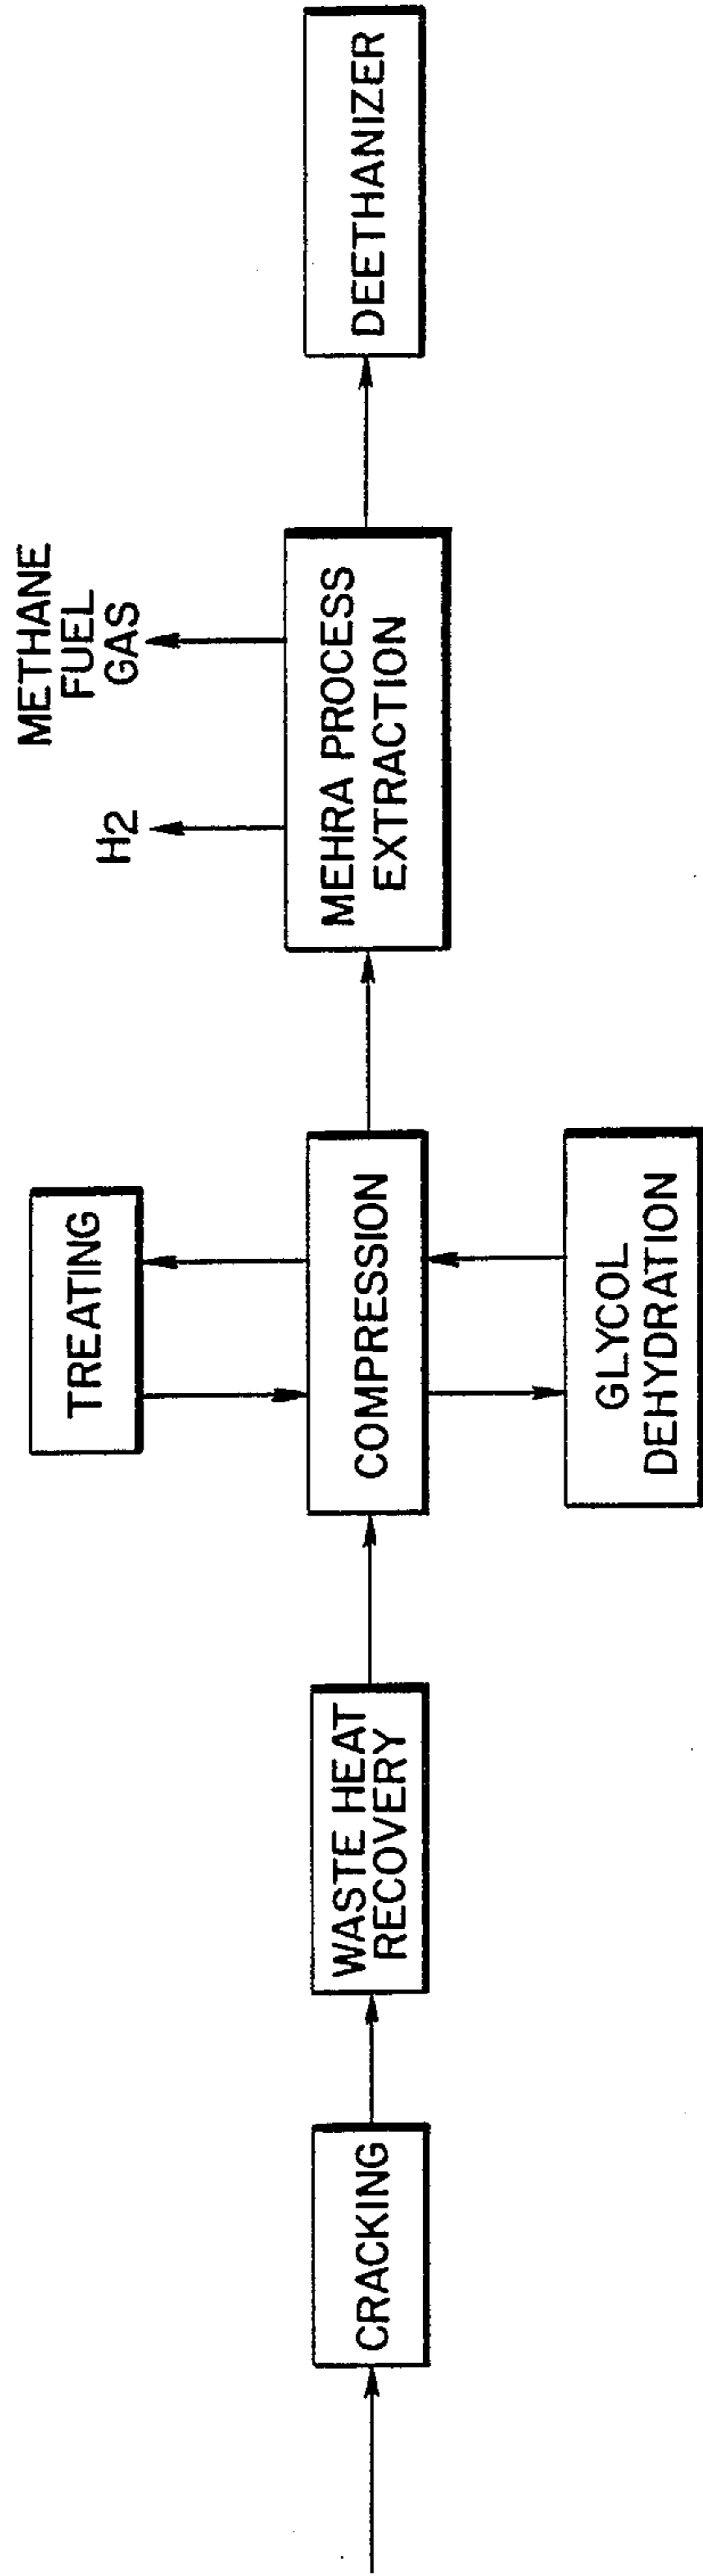 CRACKING
WASTE HEAT
RECOVERY
TREATING
COMPRESSION
GLYCOL
DEHYDRATION
H2
METHANE
FUEL
GAS
MEHRA PROCESS
EXTRACTION
DEETHANIZER